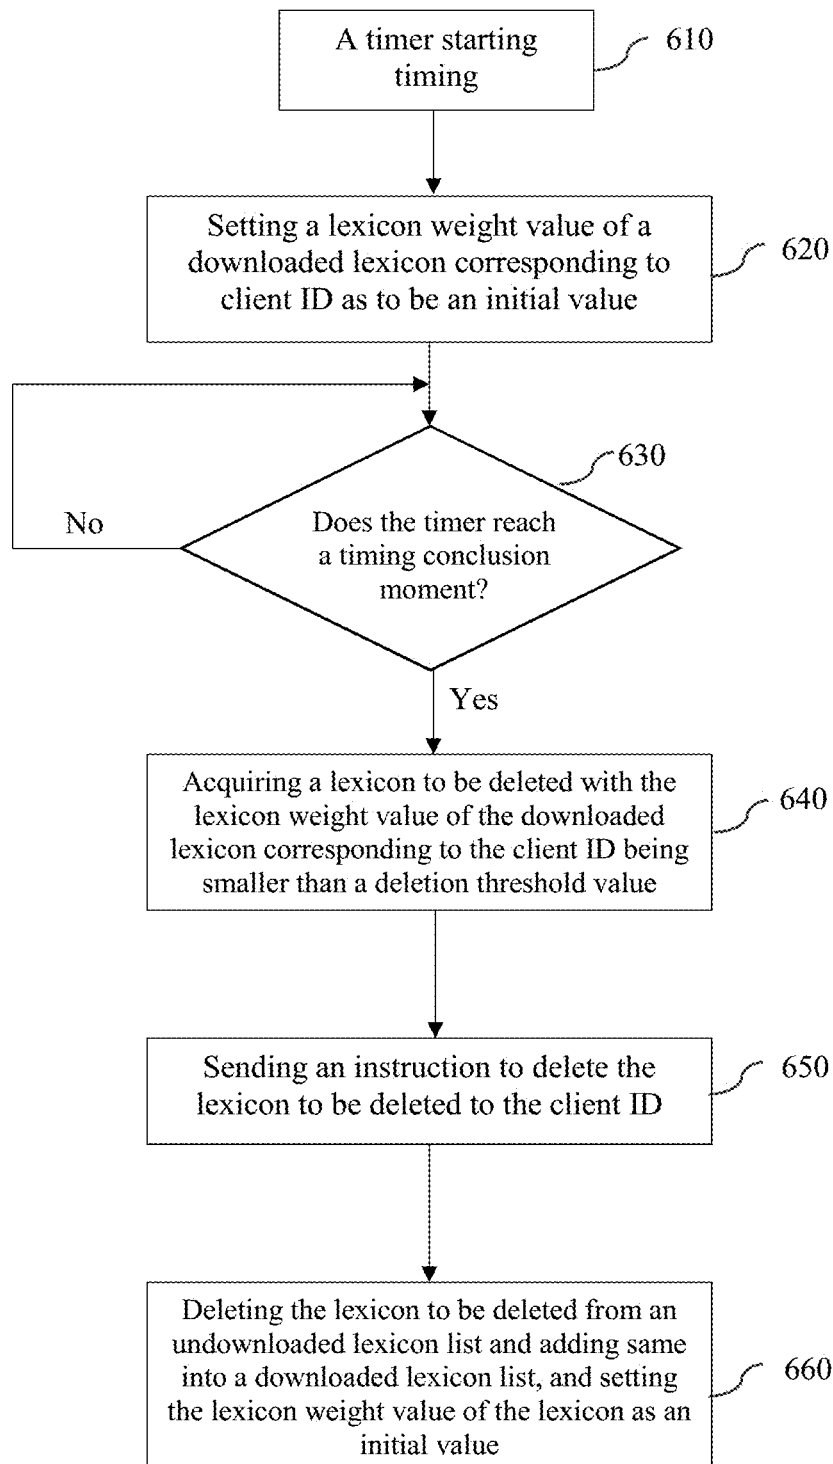 A timer starting
timing
610
Setting a lexicon weight value of a
downloaded lexicon corresponding to
client ID as to be an initial value
620
630
Does the timer reach
a timing conclusion
moment?
No
Yes
Acquiring a lexicon to be deleted with the
lexicon weight value of the downloaded
lexicon corresponding to the client ID being
smaller than a deletion threshold value
640
Sending an instruction to delete the
lexicon to be deleted to the client ID
650
Deleting the lexicon to be deleted from an
undownloaded lexicon list and adding same
into a downloaded lexicon list, and setting
the lexicon weight value of the lexicon as an
initial value
660